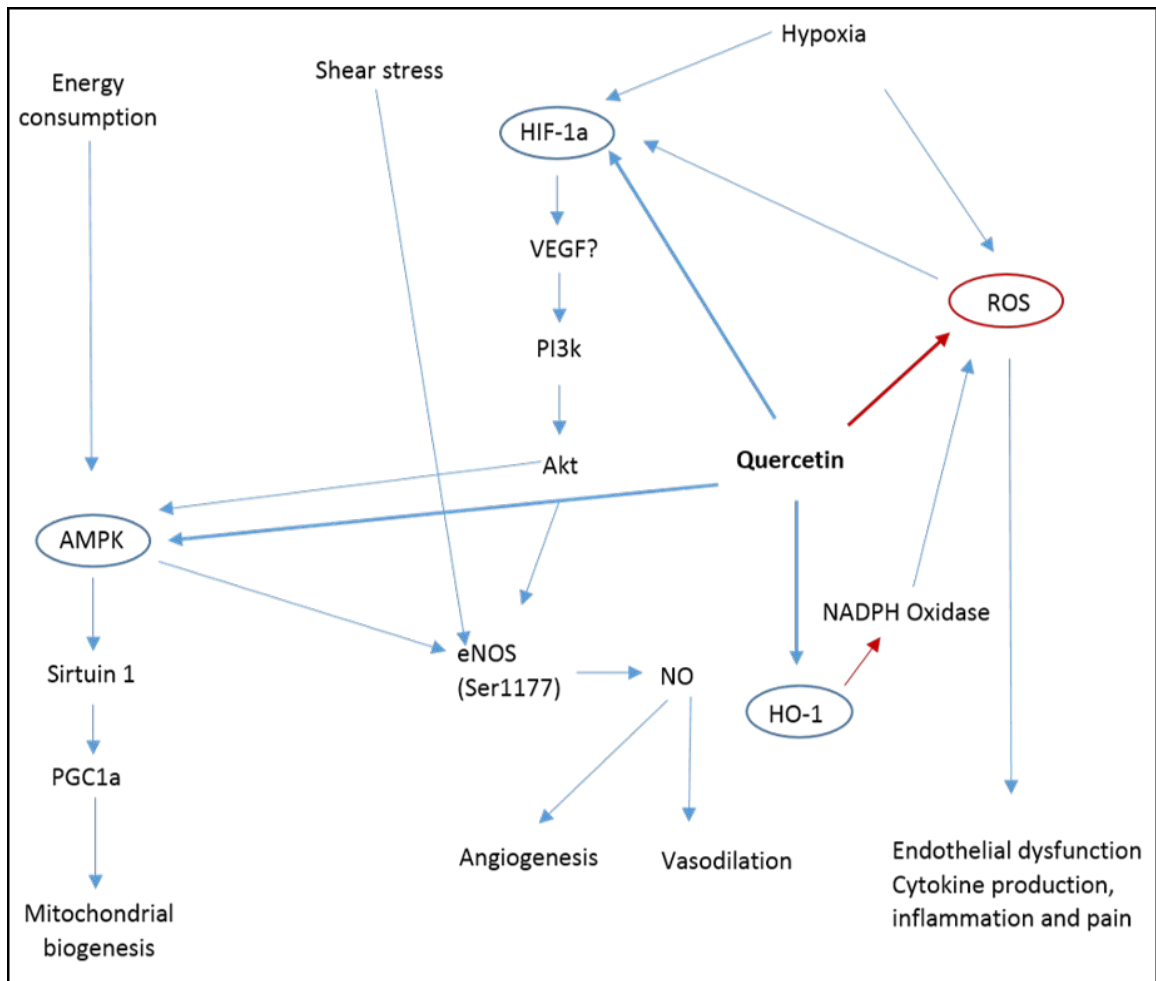 Hypoxia
Shear stress
Energy
consumption
HIF-1a
VEGF?
ROS
PI3k
Quercetin
Akt
AMPK
NADPH Oxidase
eNOS
(Ser1177)
Sirtuin 1
NO
HO-1
PGC1a
Angiogenesis
Vasodilation
Endothelial dysfunction
Cytokine production,
inflammation and pain
Mitochondrial
biogenesis